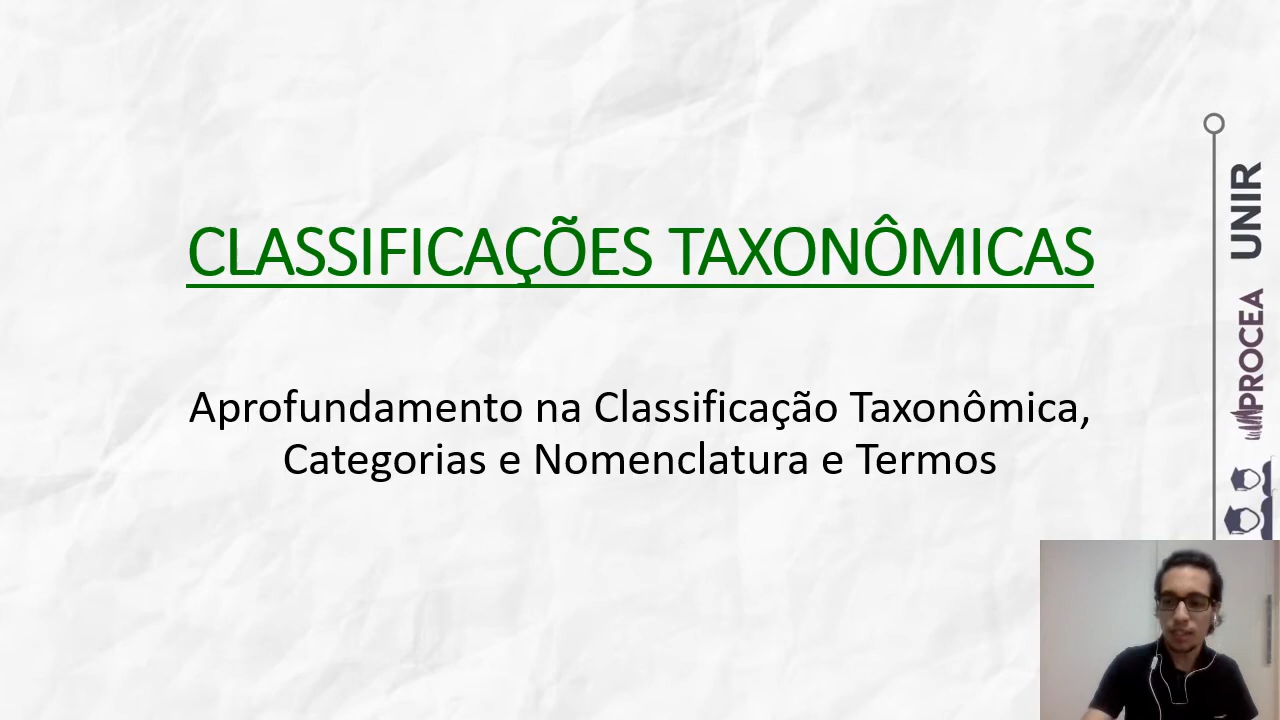 CLASSIFICAÇÕES TAXONÔMICAS
Aprofundamento na Classificação Taxonômica,
Categorias e Nomenclatura e Termos
UNIR
PROCEA